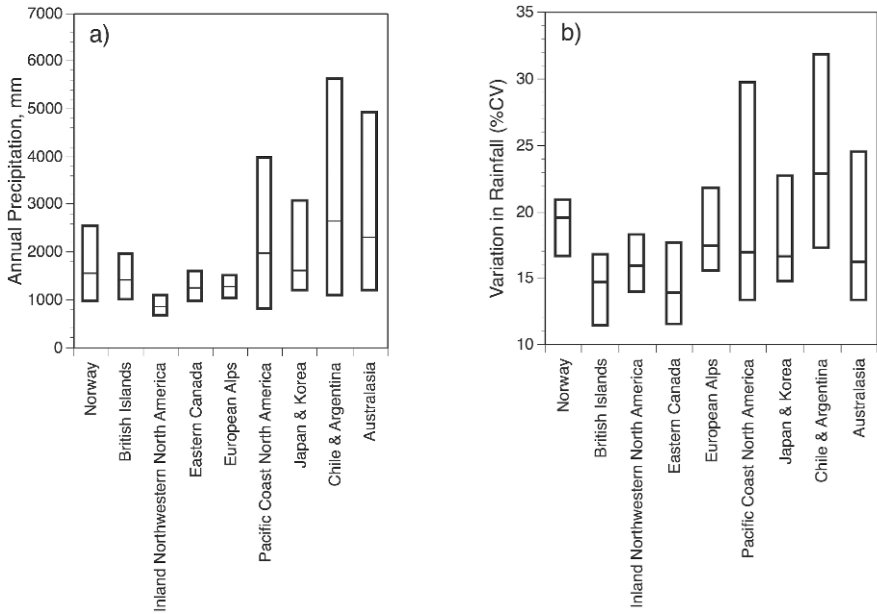 a)
Annual Precipitation, mm
7000
6000
5000
4000
3000
2000
1000
0
Norway
British Islands
Inland Northwestern North America
Eastern Canada
European Alps
Pacific Coast North America
Japan & Korea
Chile & Argentina
Australasia
b)
Variation in Rainfall (%CV)
35
30
25
20
15
10
Norway
British Islands
Inland Northwestern North America
Eastern Canada
European Alps
Pacific Coast North America
Japan & Korea
Chile & Argentina
Australasia